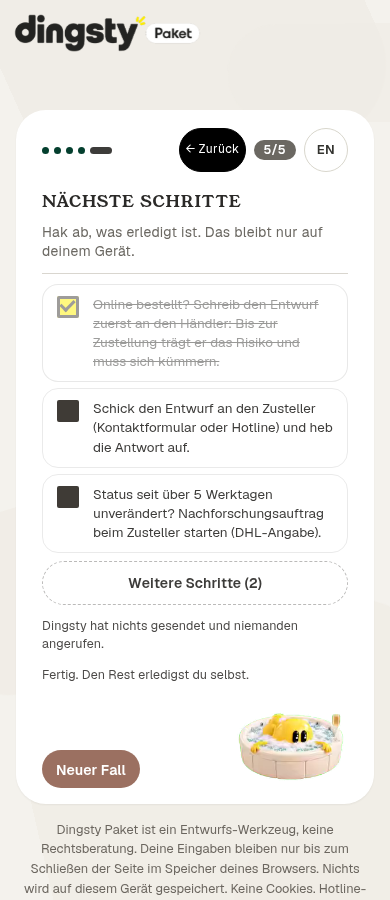 dingsty Paket
← Zurück 5/5 EN
NÄCHSTE SCHRITTE
Hak ab, was erledigt ist. Das bleibt nur auf
deinem Gerät.
Online bestellt? Schreib den Entwurf
zuerst an den Händler: Bis zur
Zustellung trägt er das Risiko und
muss sich kümmern.
Schick den Entwurf an den Zusteller
(Kontaktformular oder Hotline) und heb
die Antwort auf.
Status seit über 5 Werktagen
unverändert? Nachforschungsauftrag
beim Zusteller starten (DHL-Angabe).
Weitere Schritte (2)
Dingsty hat nichts gesendet und niemanden
angerufen.
Fertig. Den Rest erledigst du selbst.
Neuer Fall
Dingsty Paket ist ein Entwurfs-Werkzeug, keine
Rechtsberatung. Deine Eingaben bleiben nur bis zum
Schließen der Seite im Speicher deines Browsers. Nichts
wird auf diesem Gerät gespeichert. Keine Cookies. Hotline-